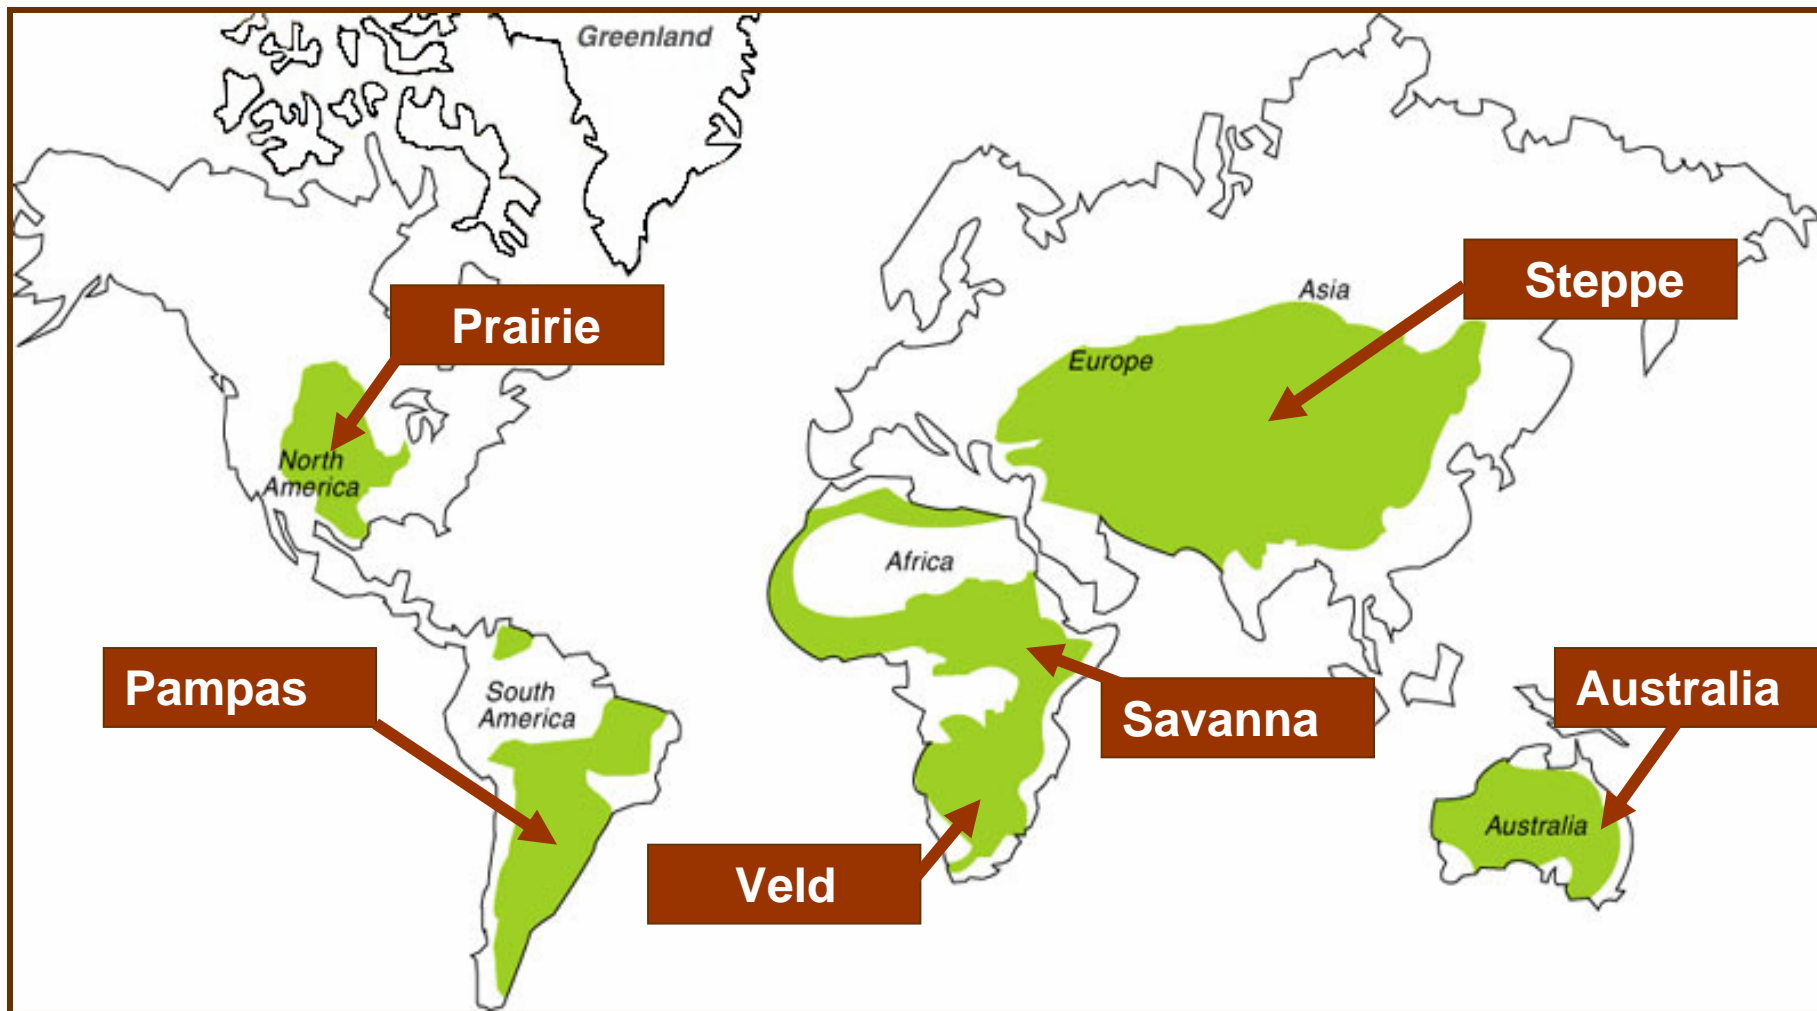 Greenland
Steppe
Asia
Prairie
Europe
North
America
Africa
Pampas
South
America
Savanna
Australia
Australia
Veld